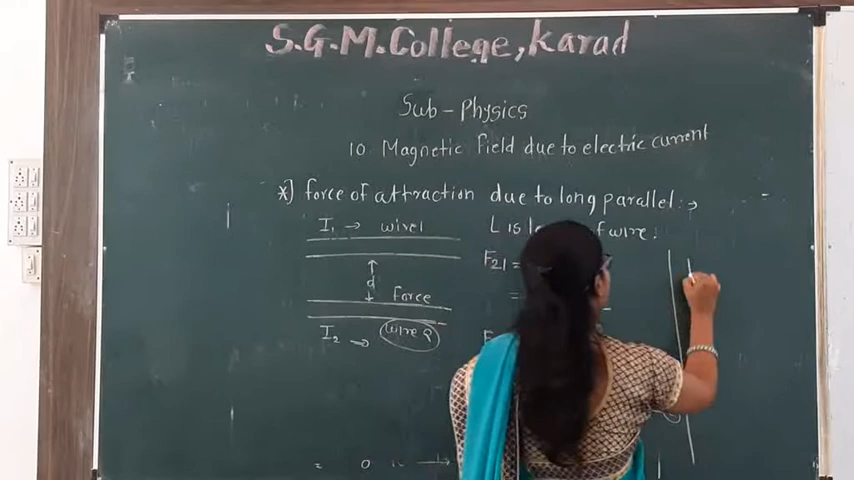 S.G.M.College, Karad
Sub-Physics
10 Magnetic Field due to electric current
*] force of attraction due to long parallel :→
I₁ → wire1
L is of wire :
F₂₁ =
d
Force
=
I₂ → wire 2
F
= 0